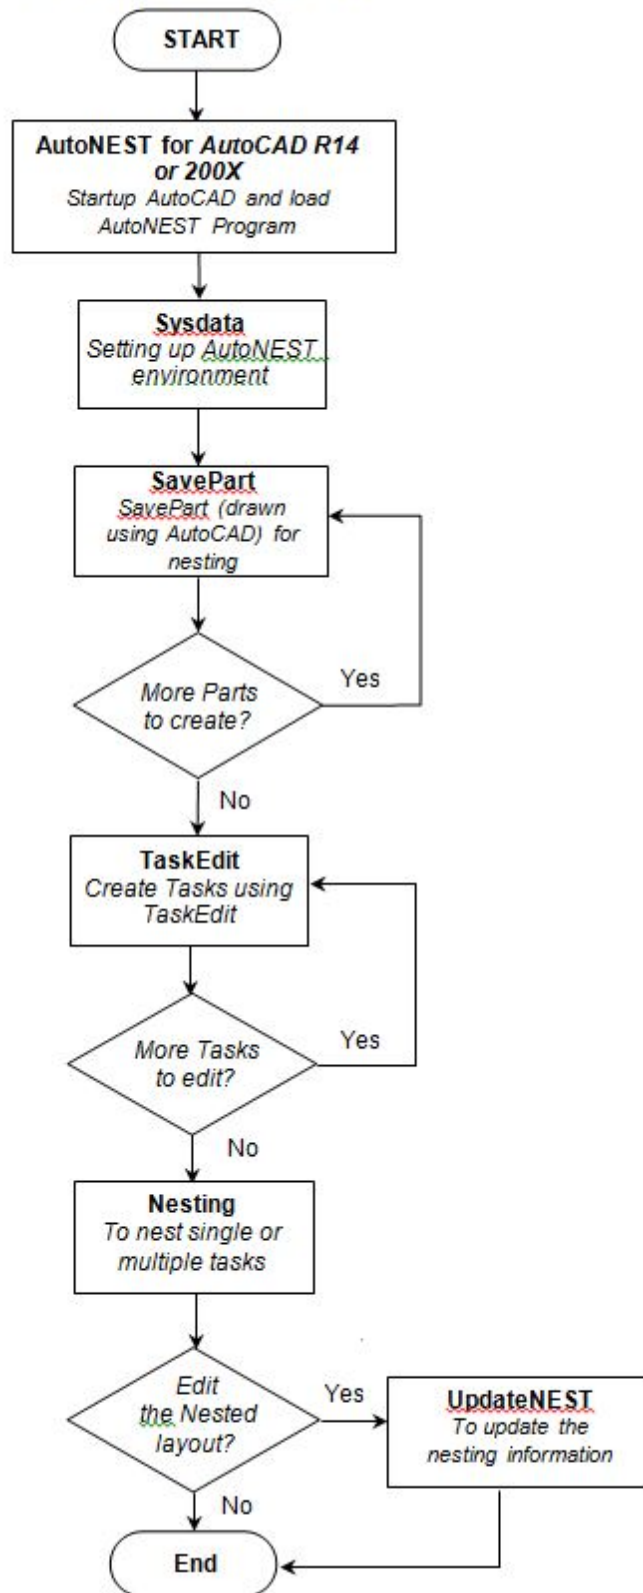 START
AutoNEST for AutoCAD R14
or 200X
Startup AutoCAD and load
AutoNEST Program
Sysdata
Setting up AutoNEST
environment
SavePart
SavePart (drawn
using AutoCAD) for
nesting
More Parts
to create?
Yes
No
TaskEdit
Create Tasks using
TaskEdit
More Tasks
to edit?
Yes
No
Nesting
To nest single or
multiple tasks
Edit
the Nested
layout?
Yes
No
UpdateNEST
To update the
nesting information
End